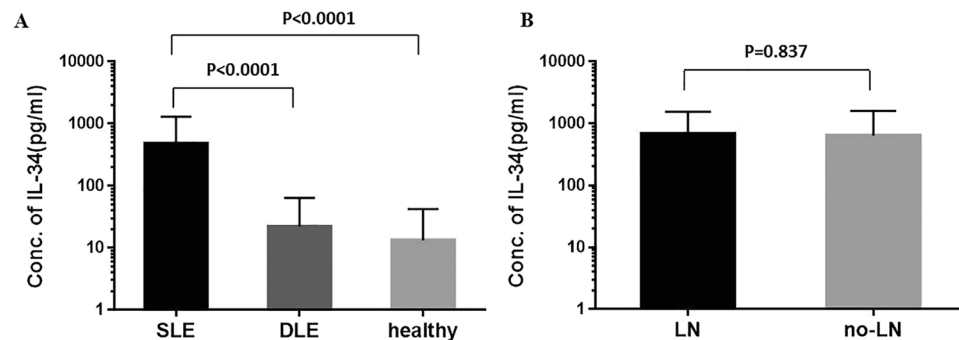 A
P<0.0001
P<0.0001
Conc. of IL-34(pg/ml)
10000
1000
100
10
1
SLE DLE healthy
B
P=0.837
Conc. of IL-34(pg/ml)
10000
1000
100
10
1
LN no-LN